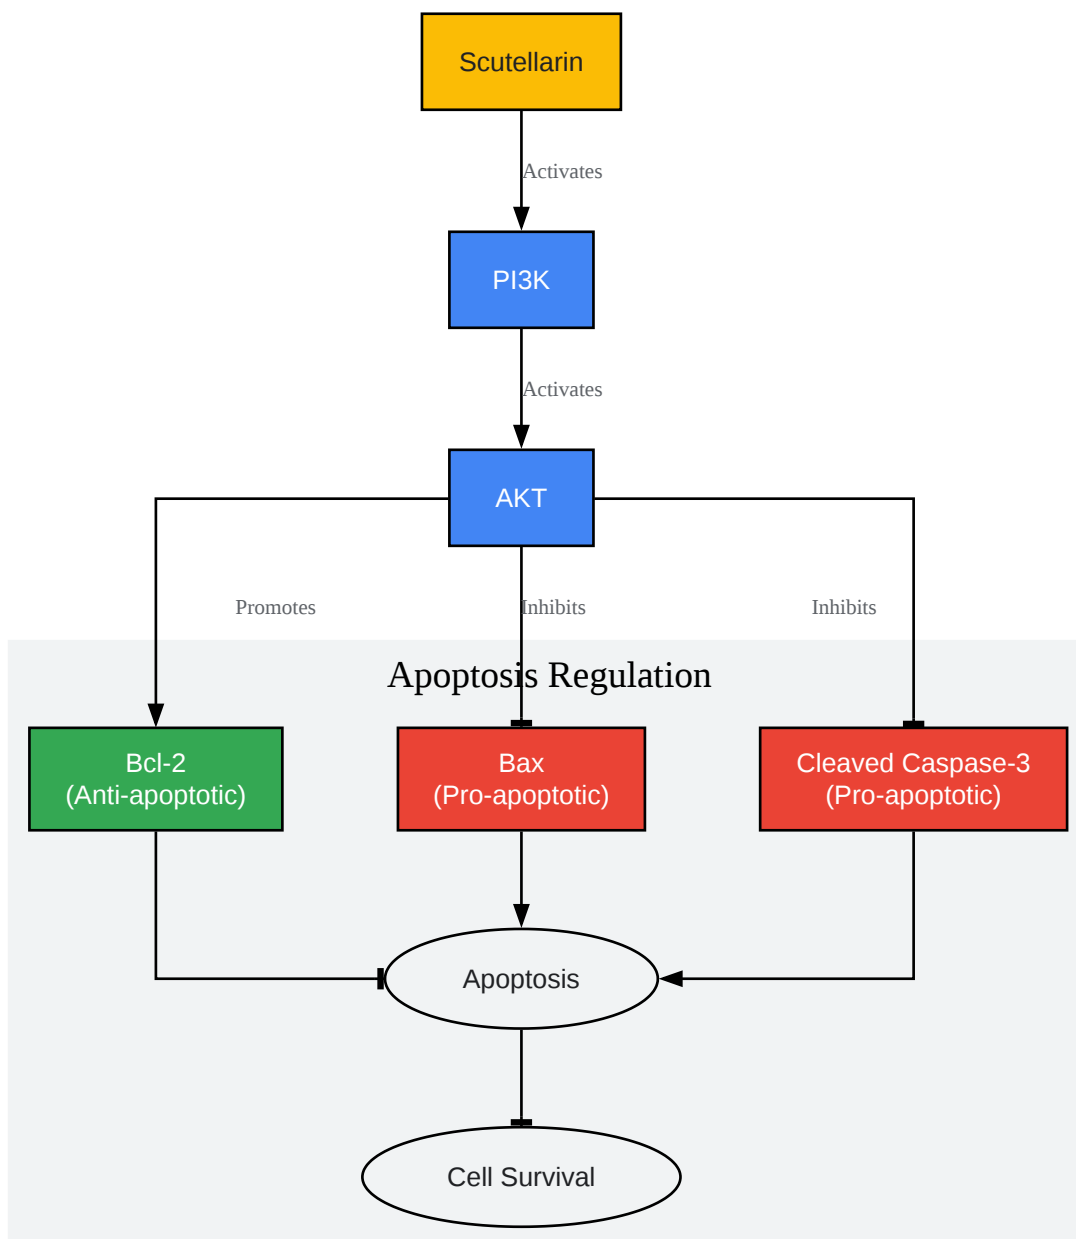 Scutellarin
Activates
PI3K
Activates
AKT
Promotes
Inhibits
Inhibits
Apoptosis Regulation
Bcl-2
(Anti-apoptotic)
Bax
(Pro-apoptotic)
Cleaved Caspase-3
(Pro-apoptotic)
Apoptosis
Cell Survival